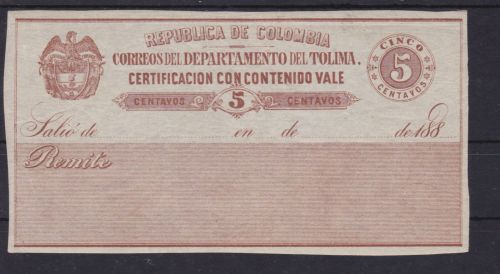 REPUBLICA DE COLOMBIA
CORREOS DEL DEPARTAMENTO DEL TOLIMA.
CERTIFICACION CON CONTENIDO VALE
CENTAVOS 5 CENTAVOS
CINCO
5
CENTAVOS
Salió de en de de 188
Remite